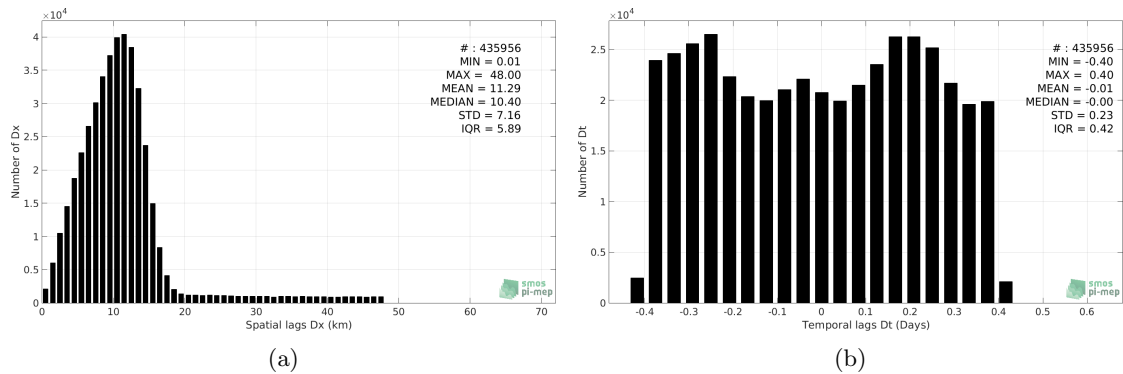 ×10⁴
4
3.5
3
2.5
2
1.5
1
0.5
0
Number of Dx
# : 435956
MIN = 0.01
MAX = 48.00
MEAN = 11.29
MEDIAN = 10.40
STD = 7.16
IQR = 5.89
smos
pi-mep
0 10 20 30 40 50 60 70
Spatial lags Dx (km)
(a)
×10⁴
2.5
2
1.5
1
0.5
0
Number of Dt
# : 435956
MIN = -0.40
MAX = 0.40
MEAN = -0.01
MEDIAN = -0.00
STD = 0.23
IQR = 0.42
smos
pi-mep
-0.4 -0.3 -0.2 -0.1 0 0.1 0.2 0.3 0.4 0.5 0.6
Temporal lags Dt (Days)
(b)